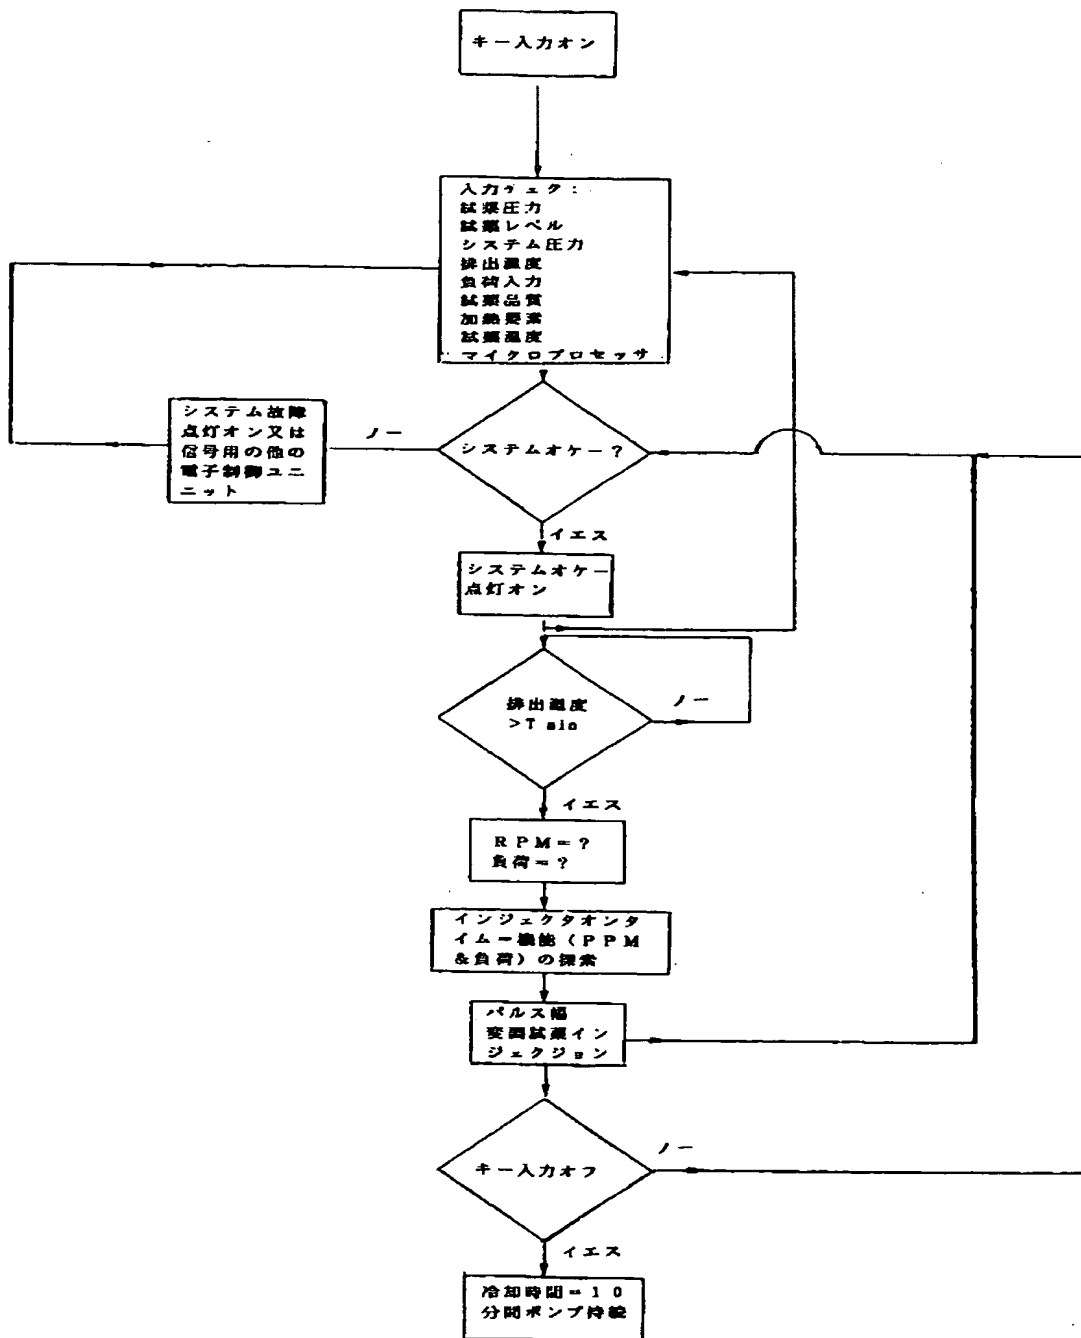 キー入力オン
入力チェク：
試薬圧力
試薬レベル
システム圧力
排出温度
負荷入力
試薬品質
加熱要素
試薬温度
マイクロプロセッサ
システム故障
点灯オン又は
信号用の他の
電子制御ユニ
ニット
ノー
システムオケー？
イエス
システムオケー
点灯オン
排出温度
＞Ｔ min
ノー
イエス
ＲＰＭ＝？
負荷＝？
インジェクタオンタ
イムー機能（ＰＰＭ
＆負荷）の探索
パルス幅
変調試薬イン
ジェクジョン
キー入力オフ
ノー
イエス
冷却時間＝１０
分間ポンプ持続